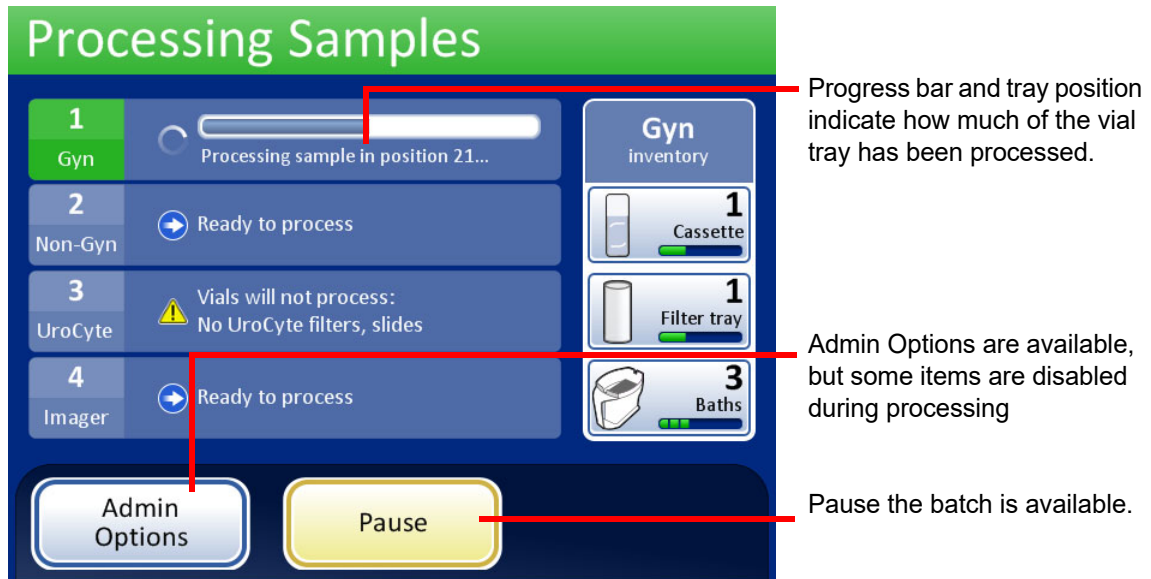 Processing Samples
1
Gyn
Processing sample in position 21...
2
Non-Gyn
Ready to process
3
UroCyte
Vials will not process:
No UroCyte filters, slides
4
Imager
Ready to process
Gyn
inventory
1
Cassette
1
Filter tray
3
Baths
Admin
Options
Pause
Progress bar and tray position
indicate how much of the vial
tray has been processed.
Admin Options are available,
but some items are disabled
during processing
Pause the batch is available.